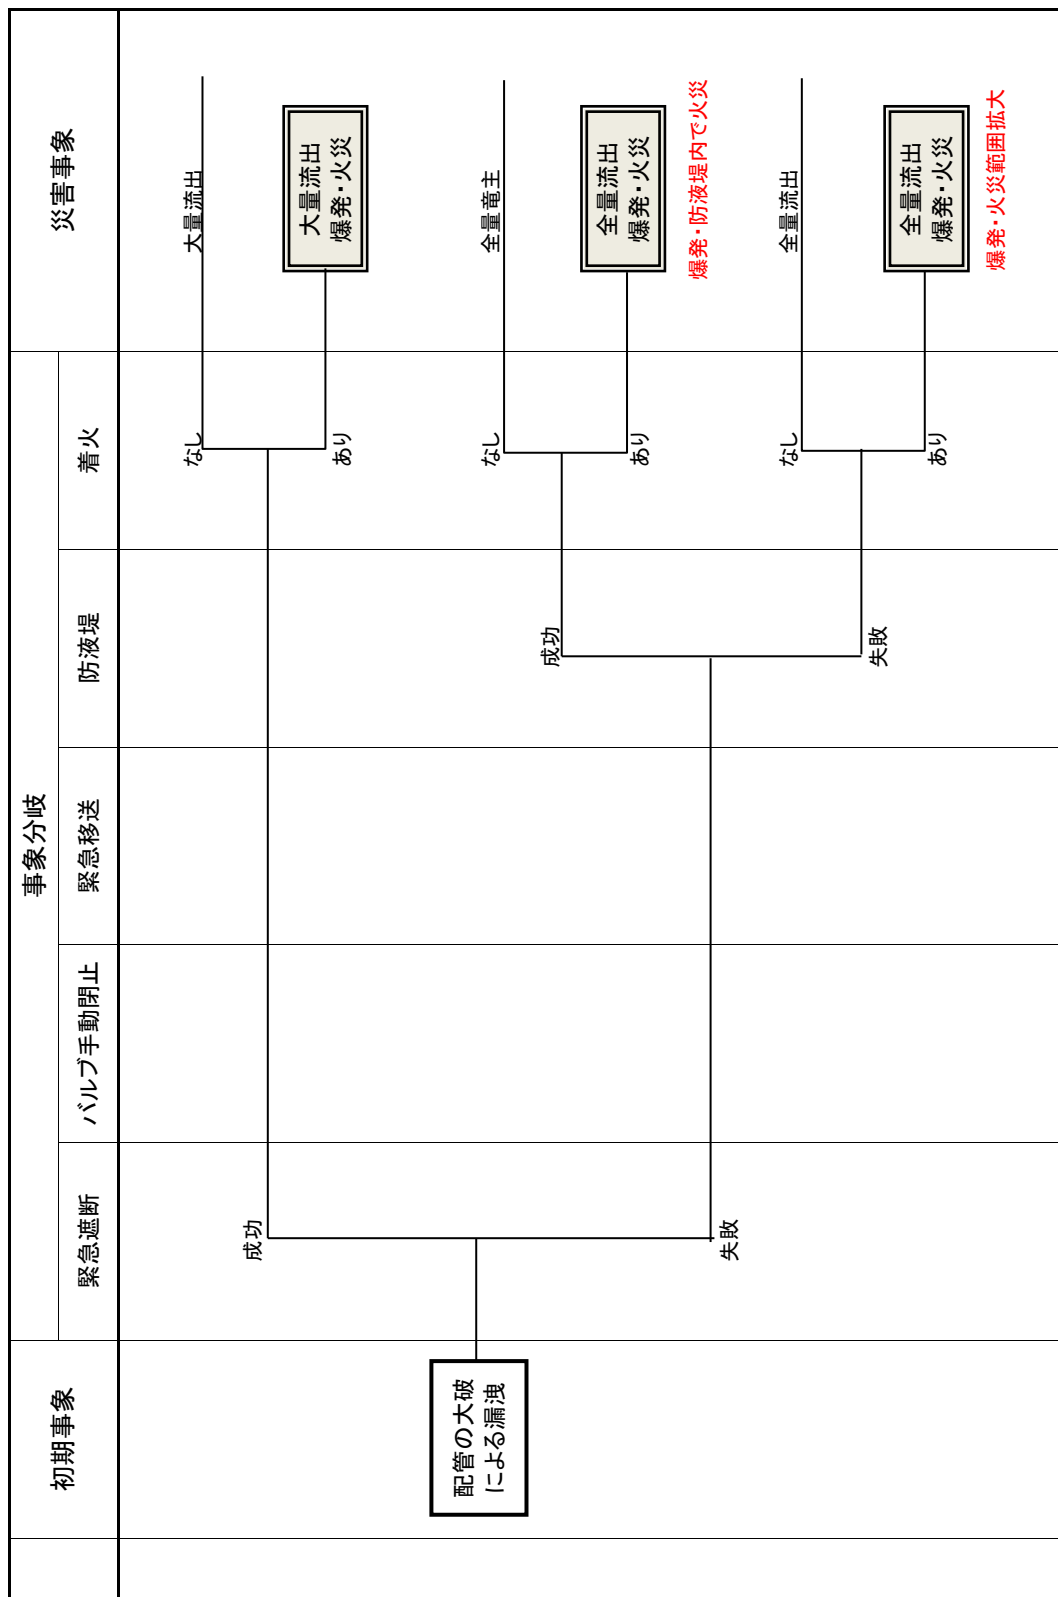 初期事象
事象分岐
災害事象
緊急遮断
バルブ手動閉止
緊急移送
防液堤
着火
配管の大破
による漏洩
成功
失敗
成功
失敗
なし
あり
なし
あり
なし
あり
大量流出
大量流出
爆発・火災
全量竜主
全量流出
爆発・火災
爆発・防液堤内で火災
全量流出
全量流出
爆発・火災
爆発・火災範囲拡大